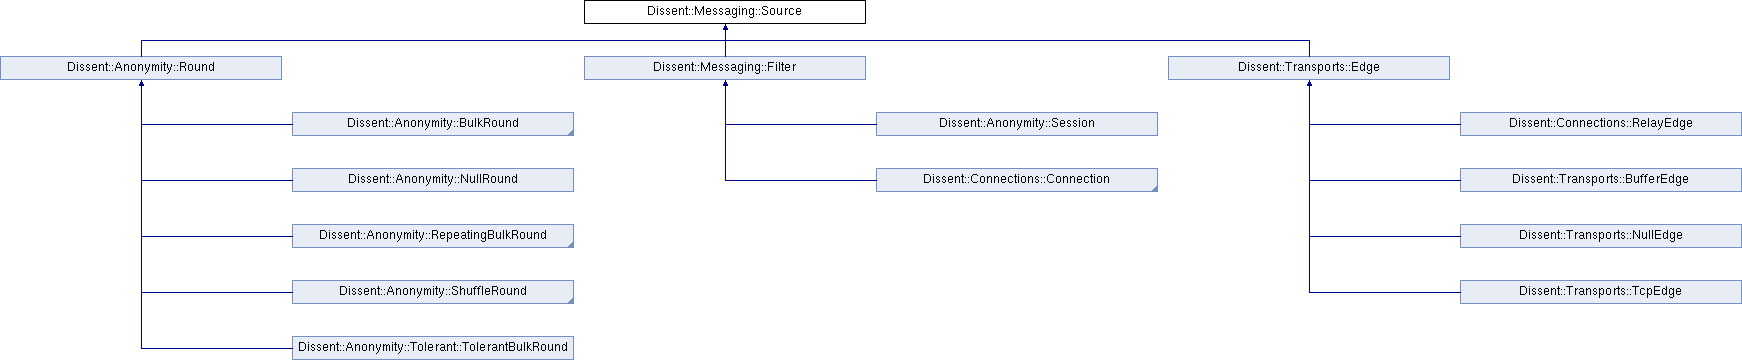 Dissent::Messaging::Source
Dissent::Anonymity::Round
Dissent::Messaging::Filter
Dissent::Transports::Edge
Dissent::Anonymity::BulkRound
Dissent::Anonymity::Session
Dissent::Connections::RelayEdge
Dissent::Anonymity::NullRound
Dissent::Connections::Connection
Dissent::Transports::BufferEdge
Dissent::Anonymity::RepeatingBulkRound
Dissent::Transports::NullEdge
Dissent::Anonymity::ShuffleRound
Dissent::Transports::TcpEdge
Dissent::Anonymity::Tolerant::TolerantBulkRound